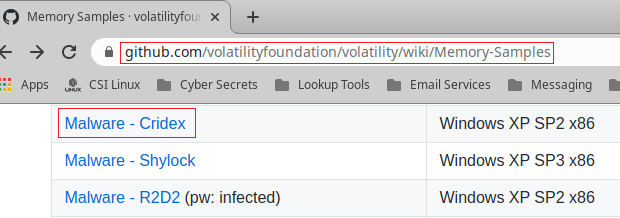 Memory Samples · volatilityfoun
github.com/volatilityfoundation/volatility/wiki/Memory-Samples
Apps CSI Linux Cyber Secrets Lookup Tools Email Services Messaging
Malware - Cridex Windows XP SP2 x86
Malware - Shylock Windows XP SP3 x86
Malware - R2D2 (pw: infected) Windows XP SP2 x86